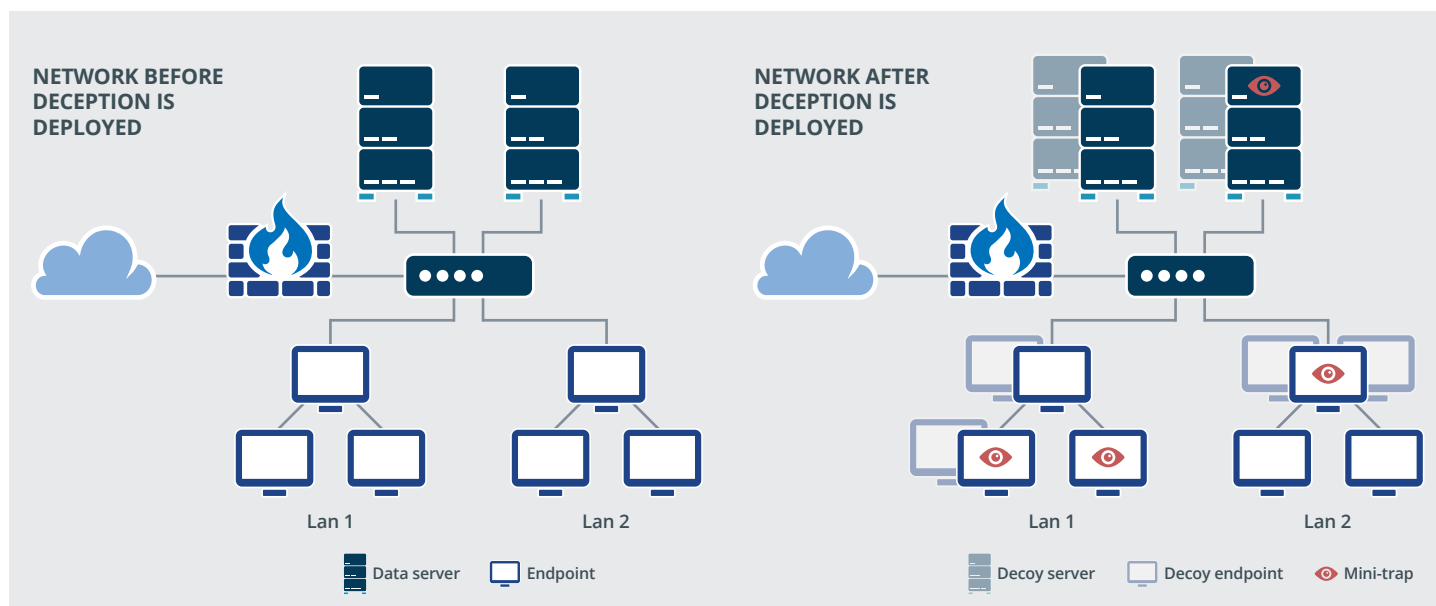 NETWORK BEFORE
DECEPTION IS
DEPLOYED
Lan 1
Lan 2
Data server
Endpoint
NETWORK AFTER
DECEPTION IS
DEPLOYED
Lan 1
Lan 2
Decoy server
Decoy endpoint
Mini-trap